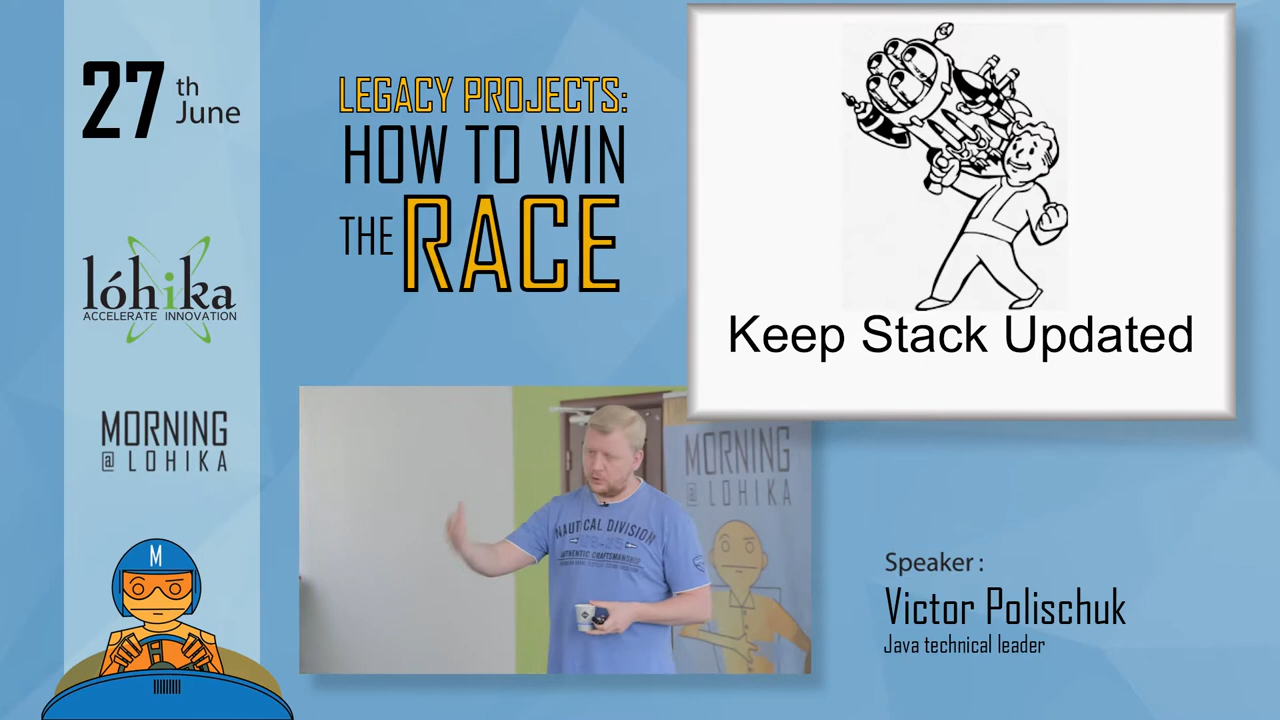 27
th
June
lóhika
ACCELERATE INNOVATION
MORNING
@ LOHIKA
M
LEGACY PROJECTS:
HOW TO WIN
THE RACE
Keep Stack Updated
NAUTICAL DIVISION
AUTHENTIC CRAFTSMANSHIP
MORNING
@ LOHIKA
Speaker :
Victor Polischuk
Java technical leader